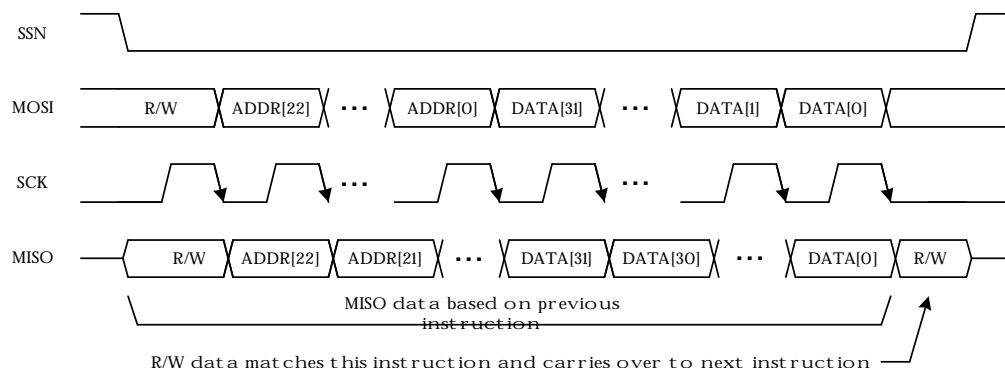 SSN
MOSI R/W ADDR[22] ... ADDR[0] DATA[31] ... DATA[1] DATA[0]
SCK ... ...
MISO R/W ADDR[22] ADDR[21] ... DATA[31] DATA[30] ... DATA[0] R/W
MISO data based on previous
instruction
R/W data matches this instruction and carries over to next instruction